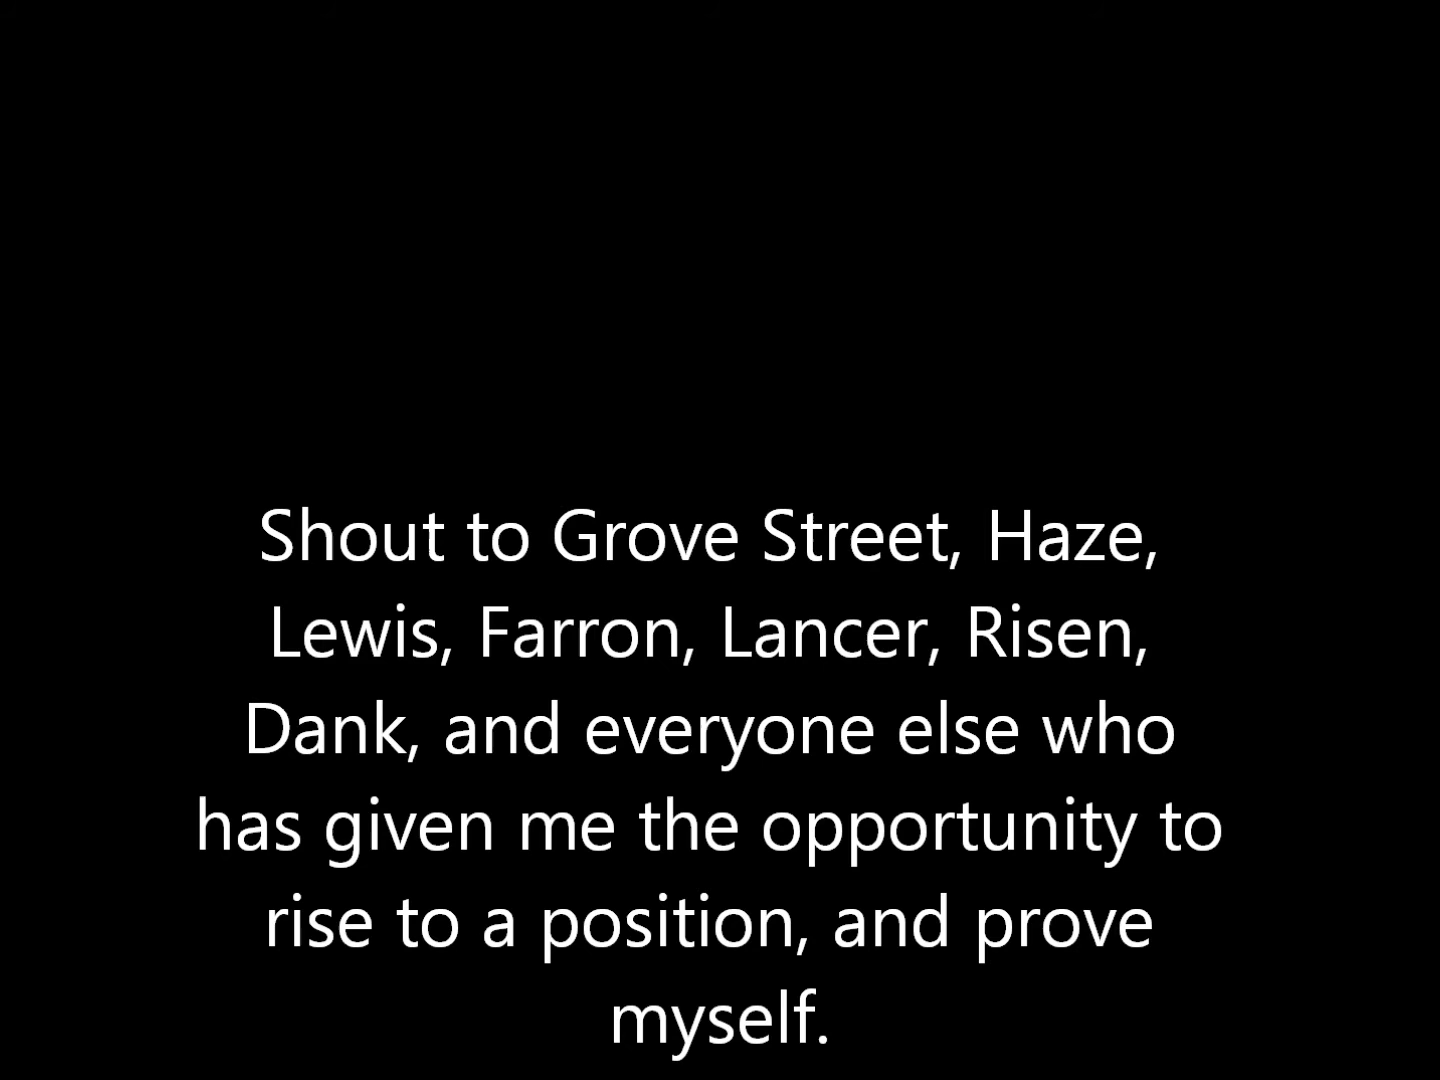 Shout to Grove Street, Haze,
Lewis, Farron, Lancer, Risen,
Dank, and everyone else who
has given me the opportunity to
rise to a position, and prove
myself.